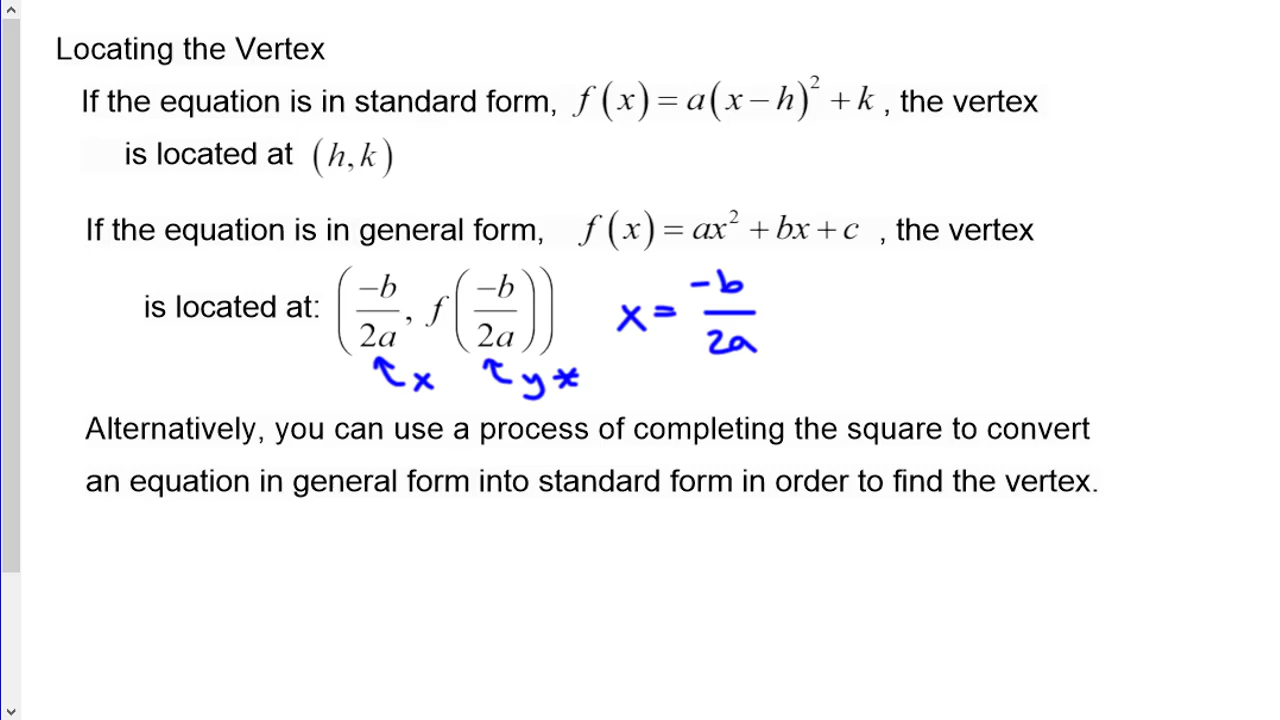 Locating the Vertex
If the equation is in standard form, f(x) = a(x − h)² + k, the vertex
is located at (h, k)
If the equation is in general form, f(x) = ax² + bx + c , the vertex
is located at: (−b/2a, f(−b/2a)) x = −b/2a
↖x ↖y*
Alternatively, you can use a process of completing the square to convert
an equation in general form into standard form in order to find the vertex.